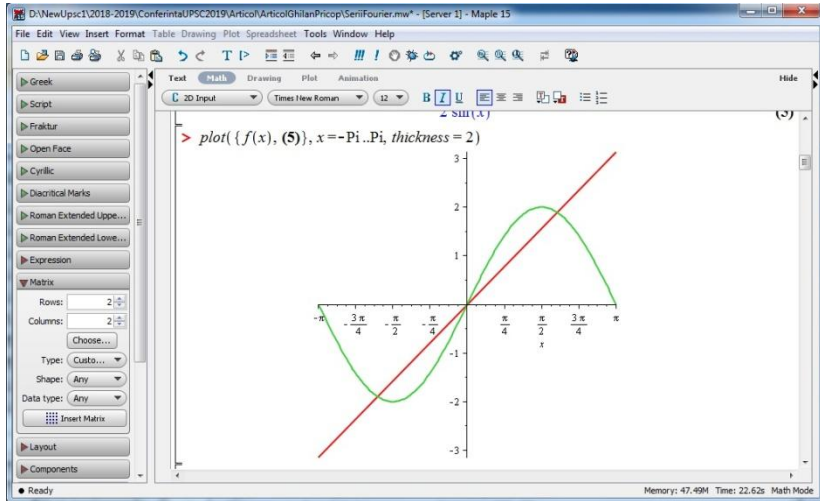 D:\NewUpsc1\2018-2019\ConferintaUPSC2019\Articol\ArticolGhilanPricop\SeriiFourier.mw* - [Server 1] - Maple 15
File Edit View Insert Format Table Drawing Plot Spreadsheet Tools Window Help
Text Math Drawing Plot Animation Hide
C 2D Input Times New Roman 12 B I U
Greek
Script
Fraktur
Open Face
Cyrillic
Diacritical Marks
Roman Extended Uppe...
Roman Extended Lowe...
Expression
Matrix
Rows: 2
Columns: 2
Choose...
Type: Custo...
Shape: Any
Data type: Any
Insert Matrix
Layout
Components
2 sin(x) (5)
> plot({f(x), (5)}, x=-Pi..Pi, thickness = 2)
3
2
1
-π -3π/4 -π/2 -π/4 π/4 π/2 3π/4 π
x
-1
-2
-3
Ready Memory: 47.49M Time: 22.62s Math Mode